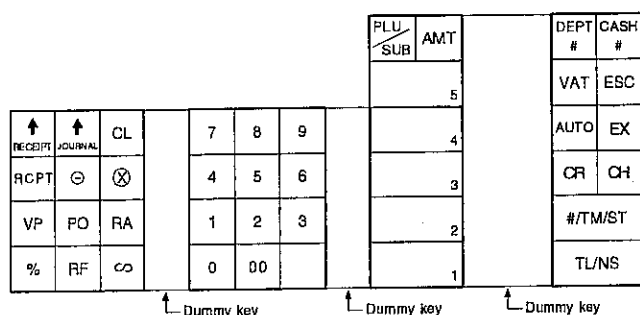 PLU/SUB AMT DEPT # CASH #
5 VAT ESC
↑ RECEIPT ↑ JOURNAL CL 7 8 9 4 AUTO EX
RCPT ⊖ ⊗ 4 5 6 3 CR CH
VP PO RA 1 2 3 2 #/TM/ST
% RF ∽ 0 00 1 TL/NS
Dummy key Dummy key Dummy key